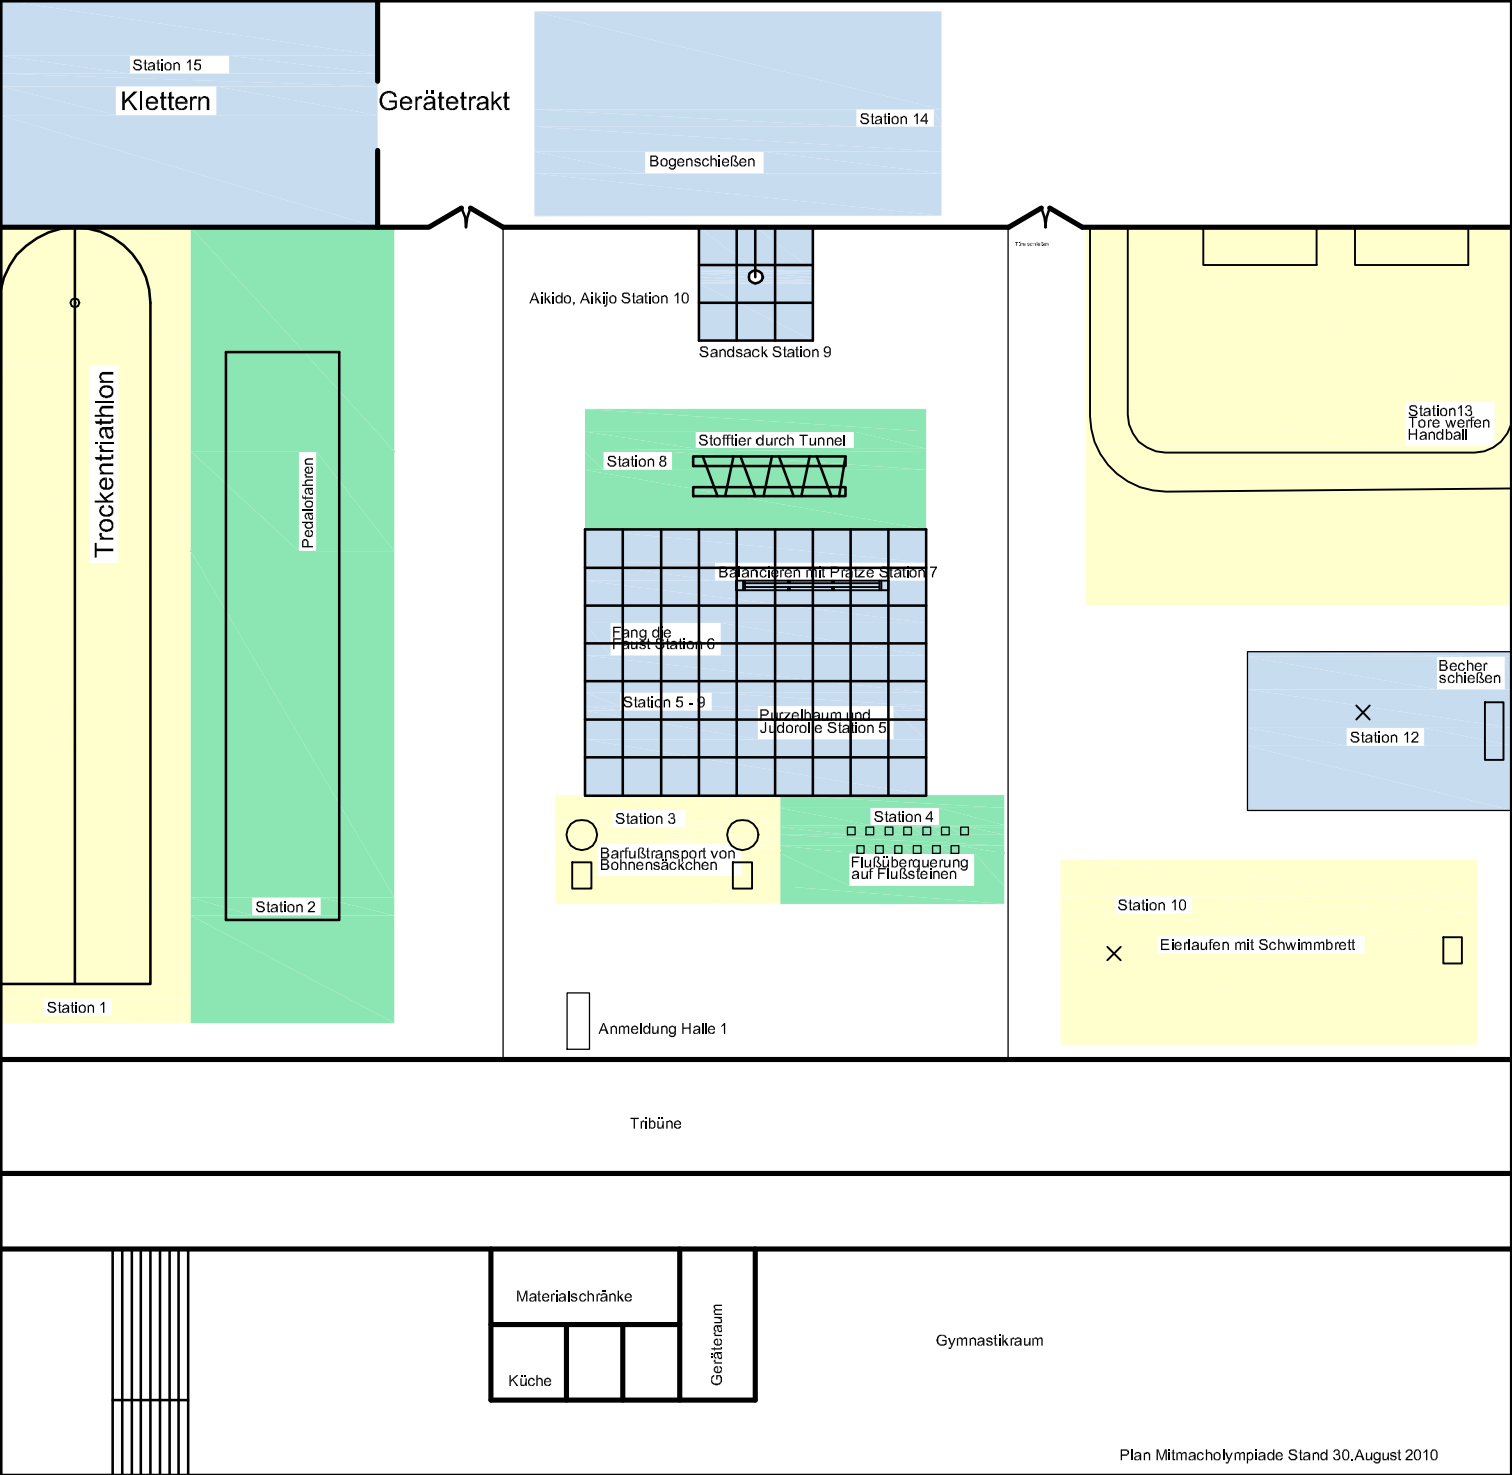 Station 15
Klettern
Gerätetrakt
Station 14
Bogenschießen
Aikido, Aikijo Station 10
Sandsack Station 9
Trockentriathlon
Pedalofahren
Stofftier durch Tunnel
Station 8
Station13
Tore werfen
Handball
Balancieren mit Pratze Station 7
Fang die
Faust Station 6
Station 5 - 9
Purzelbaum und
Judorolle Station 5
Becher
schießen
Station 12
Station 3
Barfußtransport von
Bohnensäckchen
Station 4
Flußüberquerung
auf Flußsteinen
Station 2
Station 1
Station 10
Eierlaufen mit Schwimmbrett
Anmeldung Halle 1
Tribüne
Materialschränke
Küche
Geräteraum
Gymnastikraum
Plan Mitmacholympiade Stand 30.August 2010